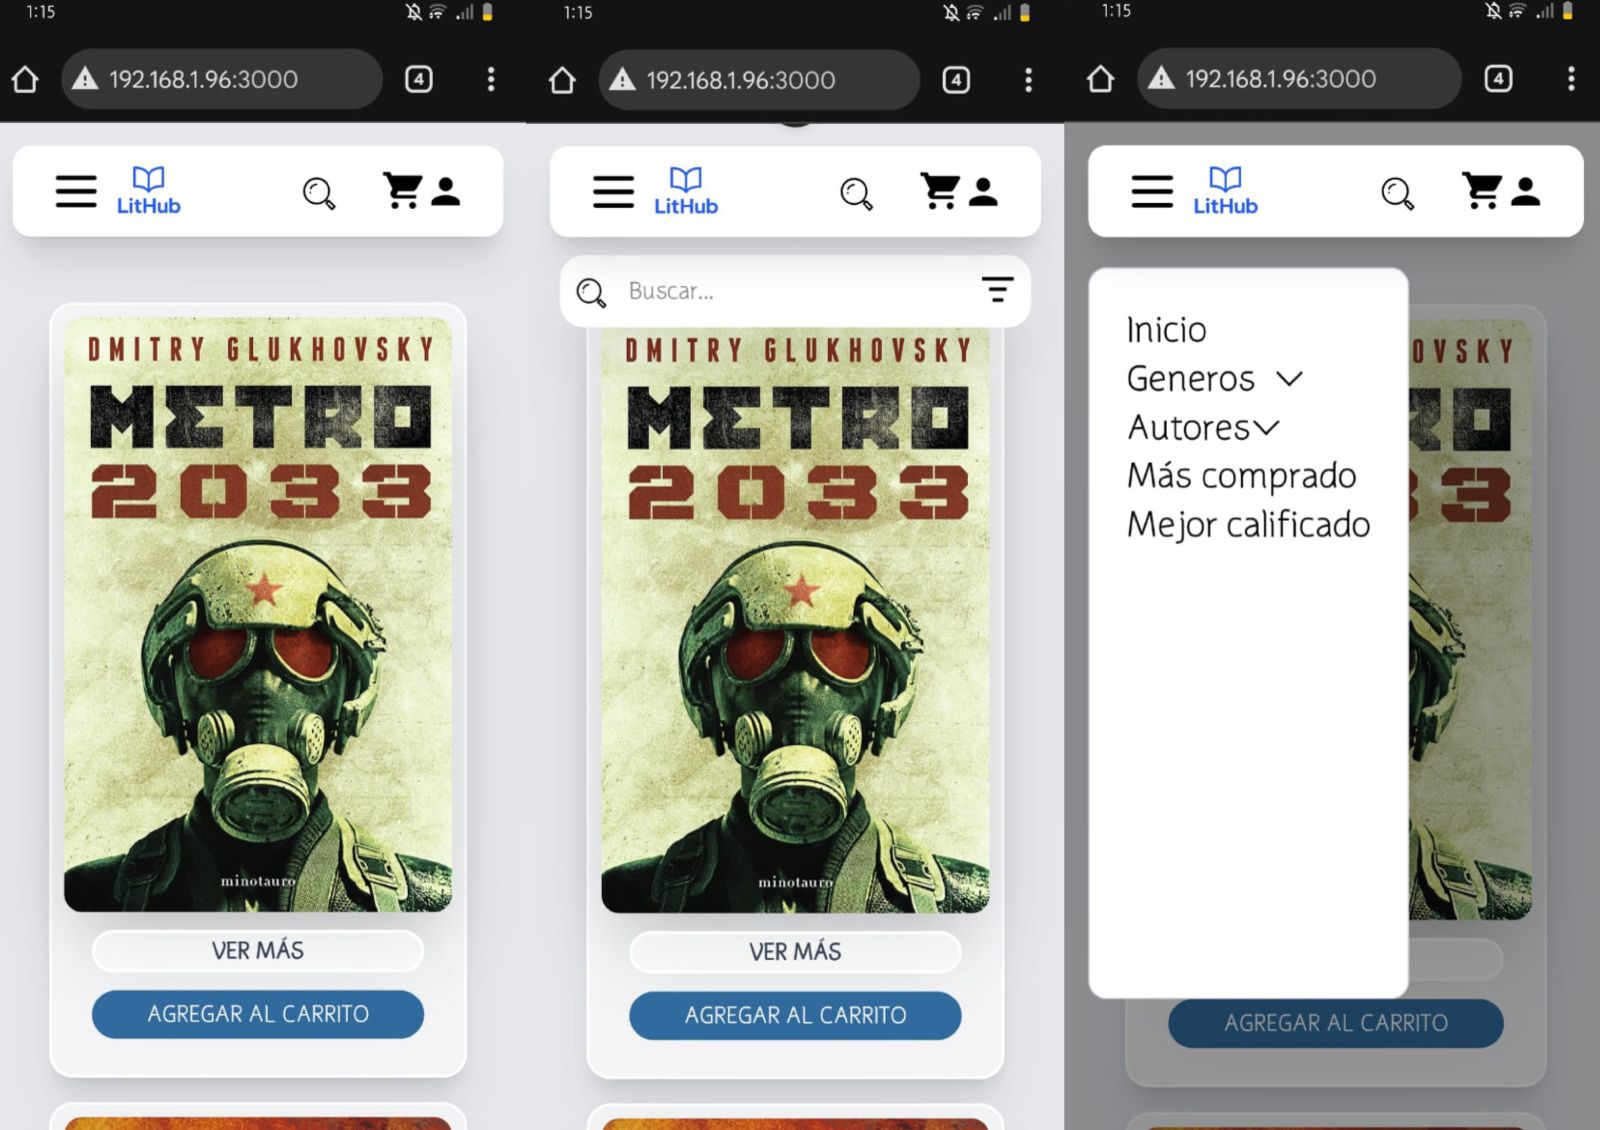 1:15
192.168.1.96:3000
4
LitHub
DMITRY GLUKHOVSKY
METRO
2033
minotauro
VER MÁS
AGREGAR AL CARRITO
1:15
192.168.1.96:3000
4
LitHub
Buscar...
DMITRY GLUKHOVSKY
METRO
2033
minotauro
VER MÁS
AGREGAR AL CARRITO
1:15
192.168.1.96:3000
4
LitHub
Inicio
Generos
Autores
Más comprado
Mejor calificado
OVSKY
RO
33
AGREGAR AL CARRITO